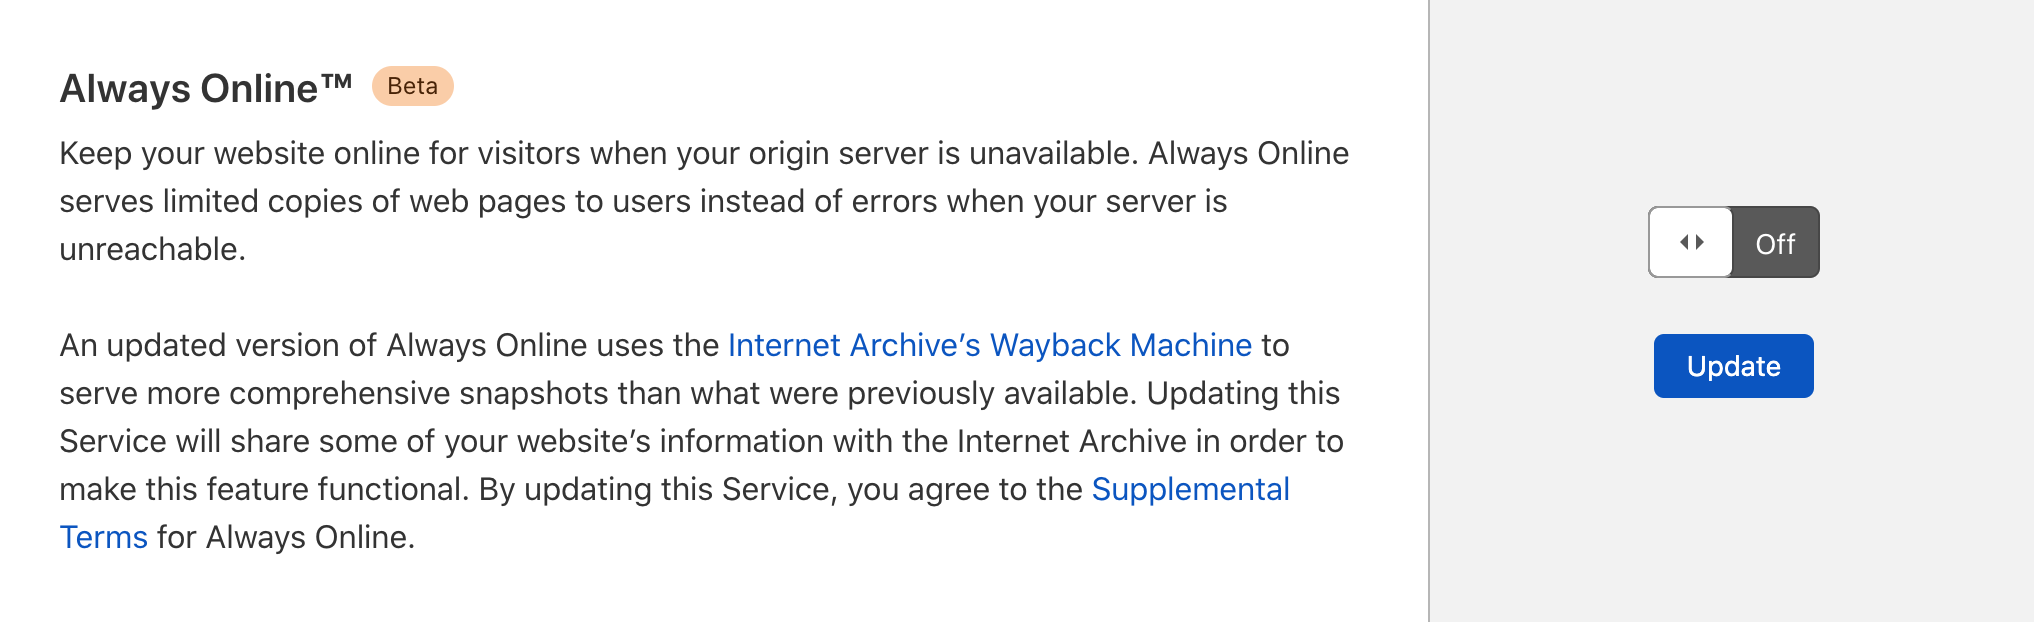 Always Online™ Beta
Keep your website online for visitors when your origin server is unavailable. Always Online
serves limited copies of web pages to users instead of errors when your server is
unreachable.
An updated version of Always Online uses the Internet Archive’s Wayback Machine to
serve more comprehensive snapshots than what were previously available. Updating this
Service will share some of your website’s information with the Internet Archive in order to
make this feature functional. By updating this Service, you agree to the Supplemental
Terms for Always Online.
Off
Update